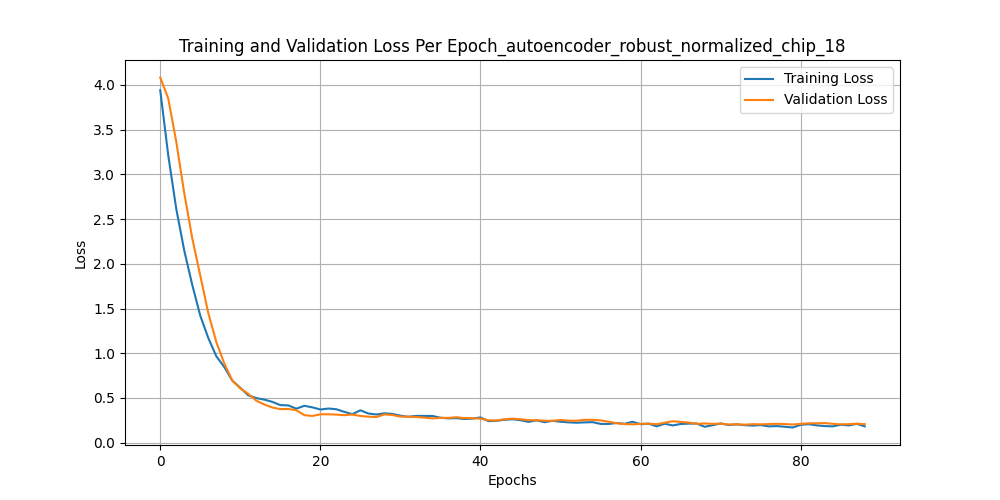 Training and Validation Loss Per Epoch_autoencoder_robust_normalized_chip_18
Training Loss
Validation Loss
Loss
4.0
3.5
3.0
2.5
2.0
1.5
1.0
0.5
0.0
0 20 40 60 80
Epochs